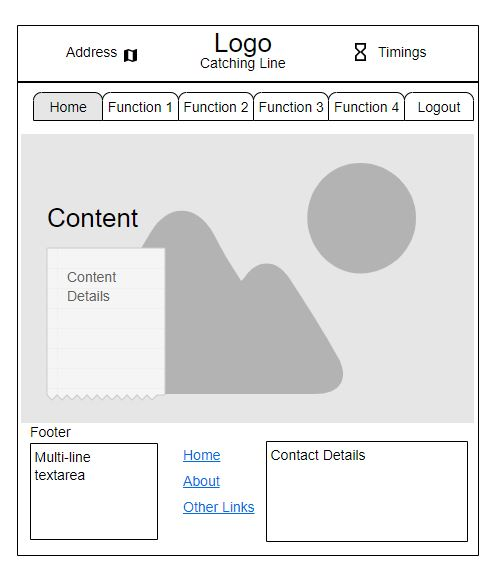 Address
Logo
Catching Line
Timings
Home
Function 1
Function 2
Function 3
Function 4
Logout
Content
Content
Details
Footer
Multi-line
textarea
Home
About
Other Links
Contact Details